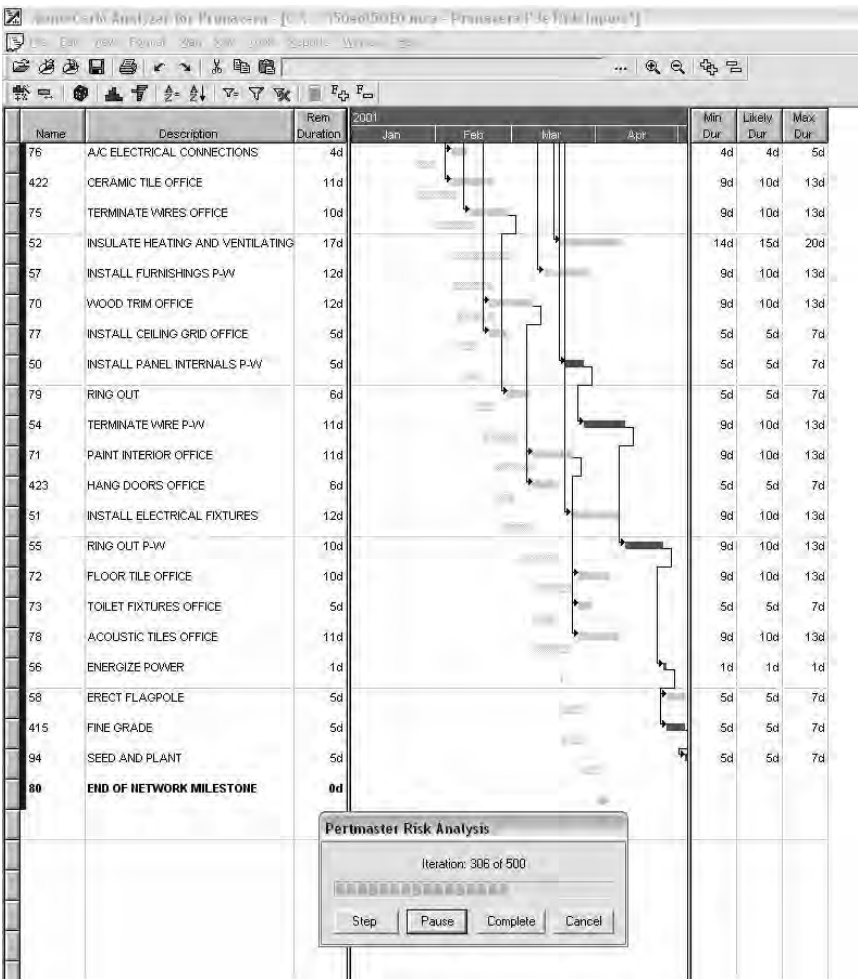 2001
Name Description Rem Duration Jan Feb Mar Apr Min Dur Likely Dur Max Dur
76 A/C ELECTRICAL CONNECTIONS 4d 4d 4d 5d
422 CERAMIC TILE OFFICE 11d 9d 10d 13d
75 TERMINATE WIRES OFFICE 10d 9d 10d 13d
52 INSULATE HEATING AND VENTILATING 17d 14d 15d 20d
57 INSTALL FURNISHINGS P-W 12d 9d 10d 13d
70 WOOD TRIM OFFICE 12d 9d 10d 13d
77 INSTALL CEILING GRID OFFICE 5d 5d 5d 7d
50 INSTALL PANEL INTERNALS P-W 5d 5d 5d 7d
79 RING OUT 6d 5d 5d 7d
54 TERMINATE WIRE P-W 11d 9d 10d 13d
71 PAINT INTERIOR OFFICE 11d 9d 10d 13d
423 HANG DOORS OFFICE 6d 5d 5d 7d
51 INSTALL ELECTRICAL FIXTURES 12d 9d 10d 13d
55 RING OUT P-W 10d 9d 10d 13d
72 FLOOR TILE OFFICE 10d 9d 10d 13d
73 TOILET FIXTURES OFFICE 5d 5d 5d 7d
78 ACOUSTIC TILES OFFICE 11d 9d 10d 13d
56 ENERGIZE POWER 1d 1d 1d 1d
58 ERECT FLAGPOLE 5d 5d 5d 7d
415 FINE GRADE 5d 5d 5d 7d
94 SEED AND PLANT 5d 5d 5d 7d
80 END OF NETWORK MILESTONE 0d
Pertmaster Risk Analysis
Iteration: 306 of 500
Step Pause Complete Cancel